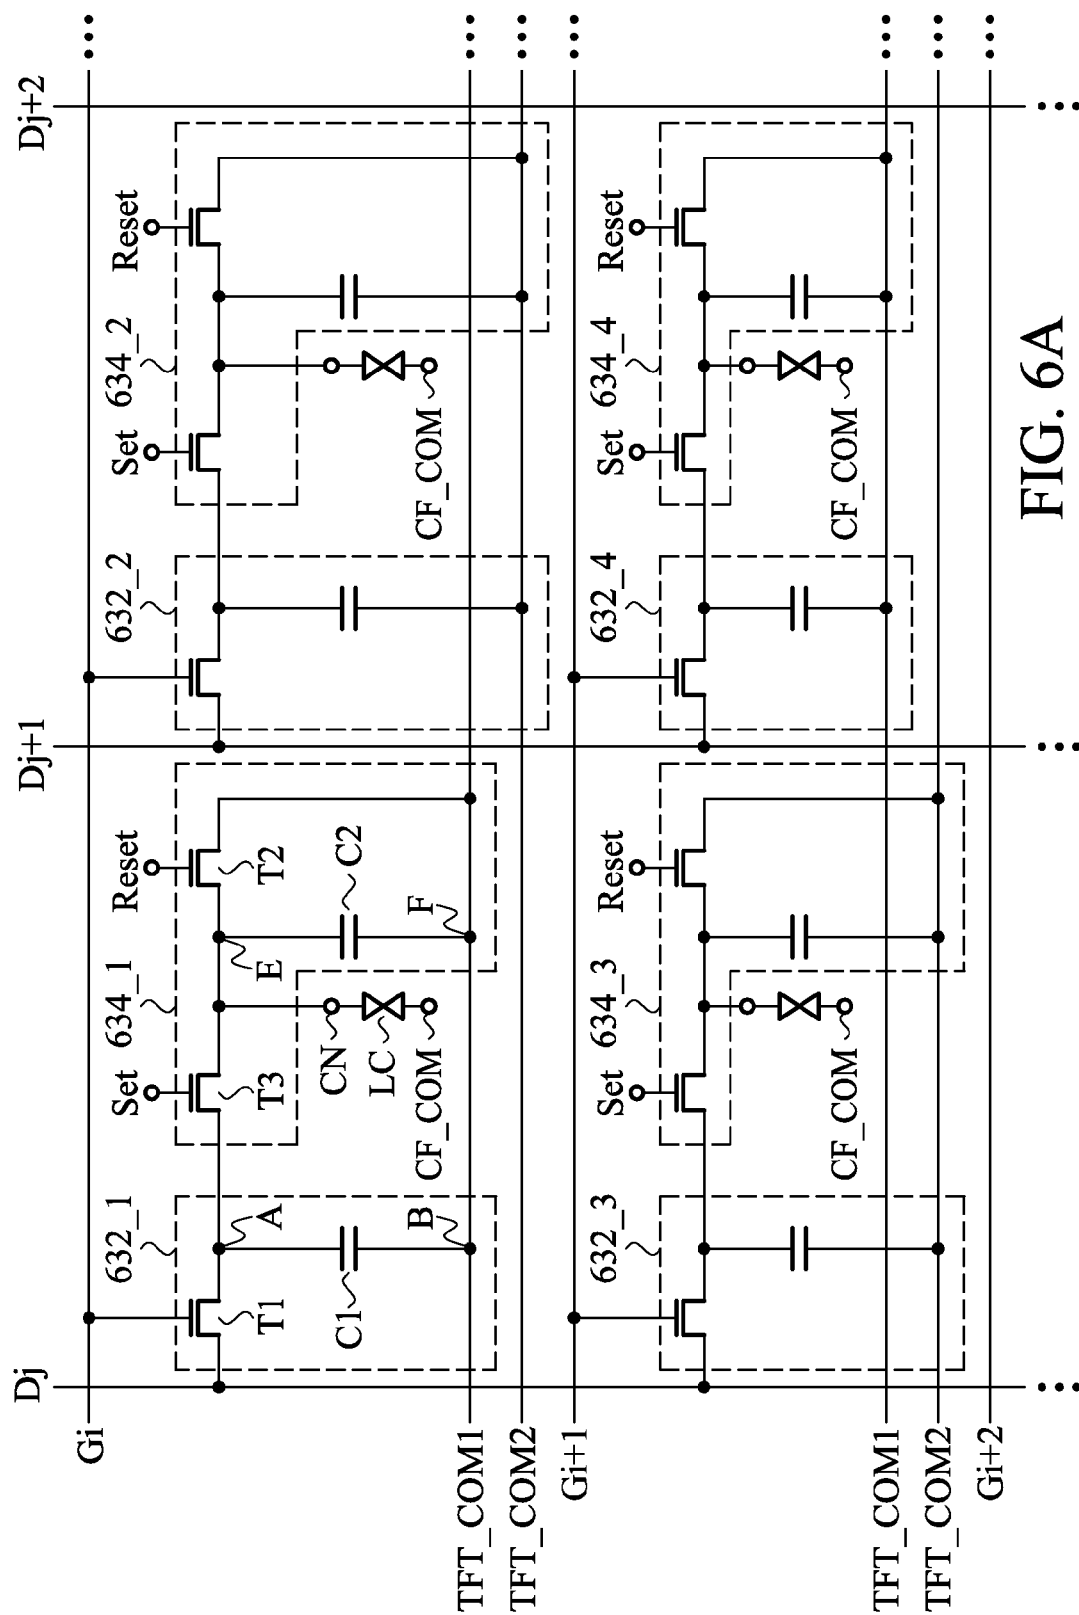 Dj
Dj+1
Dj+2
Gi
632_1
Set
634_1
Reset
632_2
Set
634_2
Reset
T1
A
T3
E
T2
C1
CN
C2
LC
B
CF_COM
F
CF_COM
TFT_COM1
TFT_COM2
Gi+1
632_3
Set
634_3
Reset
632_4
Set
634_4
Reset
CF_COM
CF_COM
TFT_COM1
TFT_COM2
Gi+2
FIG. 6A